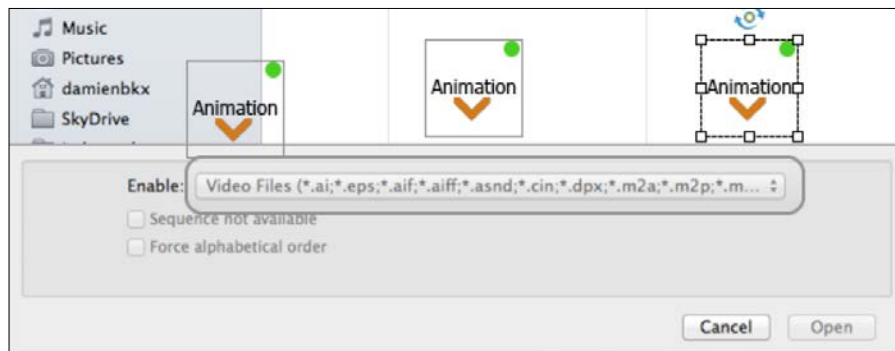 Music
Pictures
damienbkx
SkyDrive
Animation
Animation
Animation
Enable:
Video Files (*.ai;*.eps;*.aif;*.aiff;*.asnd;*.cin;*.dpx;*.m2a;*.m2p;*.m...
Sequence not available
Force alphabetical order
Cancel
Open